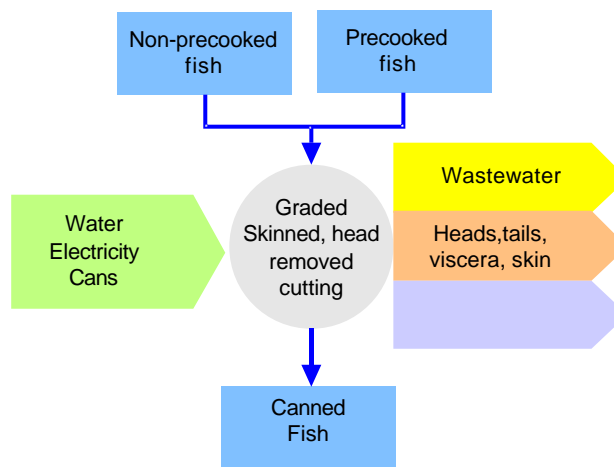 Non-precooked
fish
Precooked
fish
Graded
Skinned, head
removed
cutting
Water
Electricity
Cans
Wastewater
Heads,tails,
viscera, skin
Canned
Fish